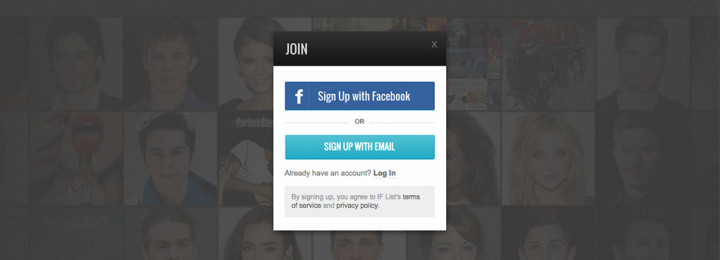 JOIN X
f Sign Up with Facebook
OR
SIGN UP WITH EMAIL
Already have an account? Log In
By signing up, you agree to IF List's terms
of service and privacy policy.